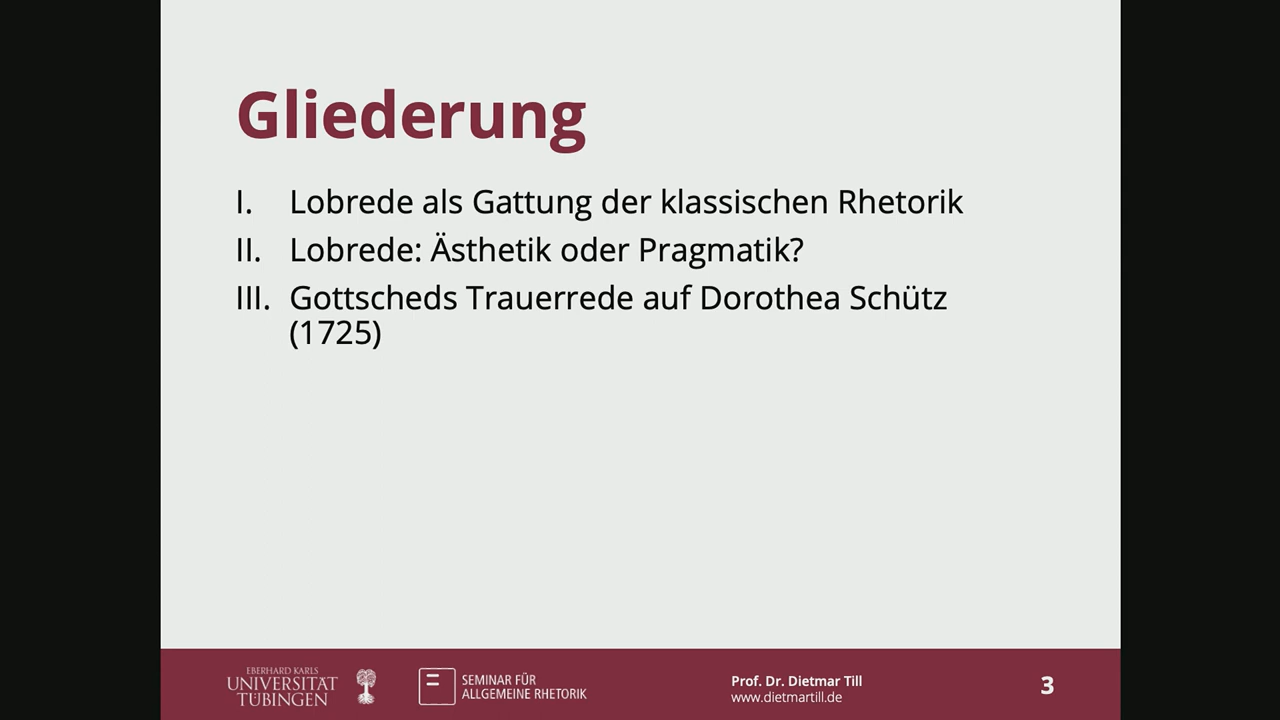 Gliederung
I. Lobrede als Gattung der klassischen Rhetorik
II. Lobrede: Ästhetik oder Pragmatik?
III. Gottscheds Trauerrede auf Dorothea Schütz
(1725)
EBERHARD KARLS
UNIVERSITÄT
TÜBINGEN
SEMINAR FÜR
ALLGEMEINE RHETORIK
Prof. Dr. Dietmar Till
www.dietmartill.de
3